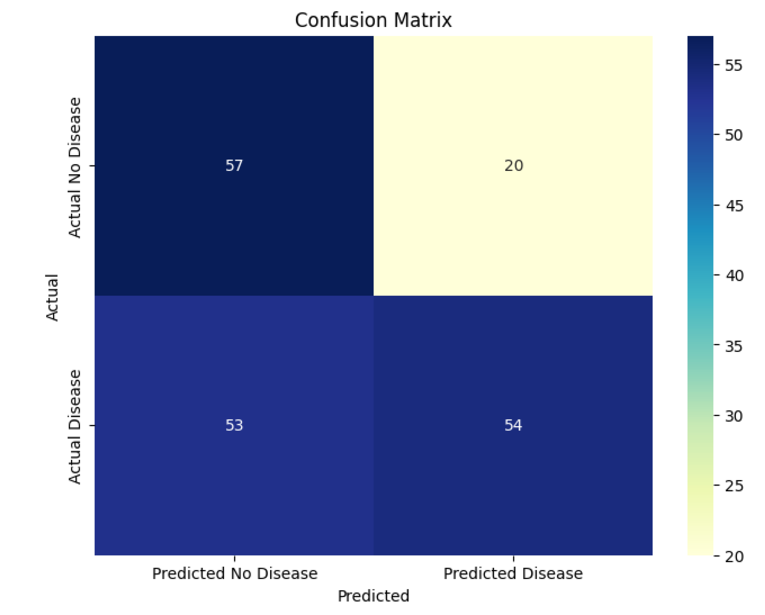 Confusion Matrix
Actual
Actual No Disease
Actual Disease
57
20
53
54
Predicted No Disease
Predicted Disease
Predicted
55
50
45
40
35
30
25
20